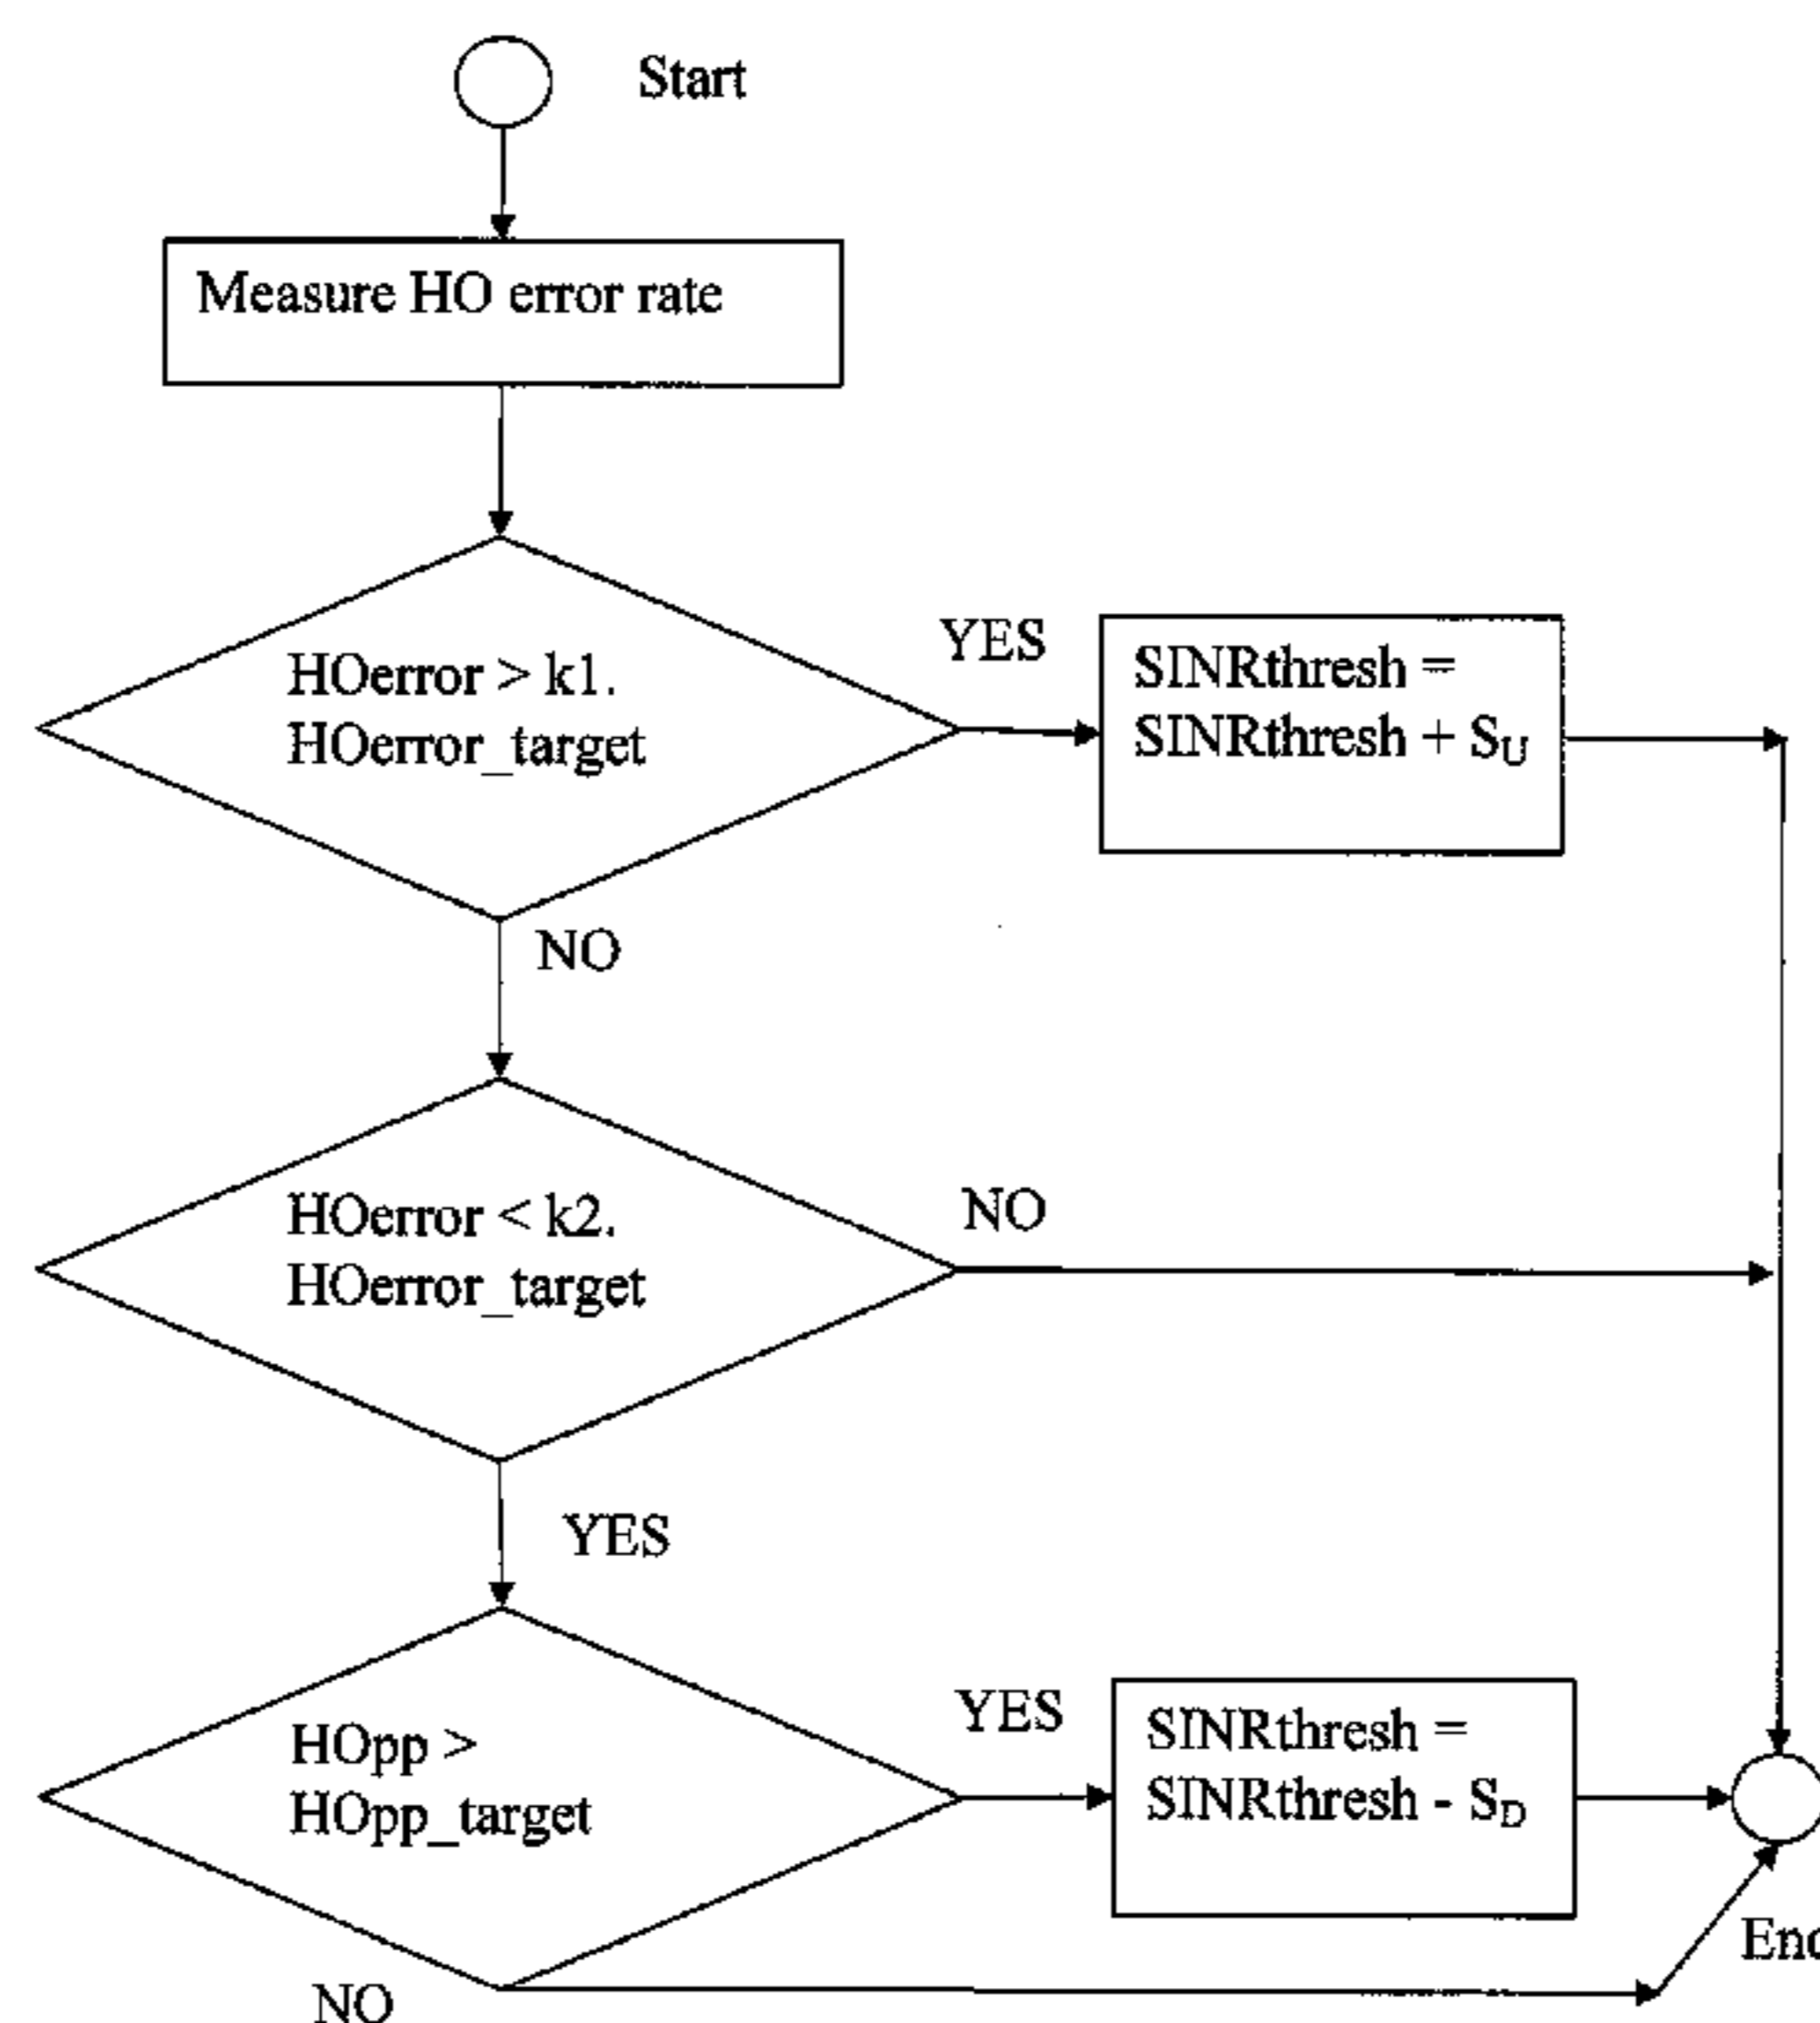 Start
Measure HO error rate
HOerror > k1.
HOerror_target
YES
SINRthresh =
SINRthresh + SU
NO
HOerror < k2.
HOerror_target
NO
YES
HOpp >
HOpp_target
YES
SINRthresh =
SINRthresh - SD
End
NO